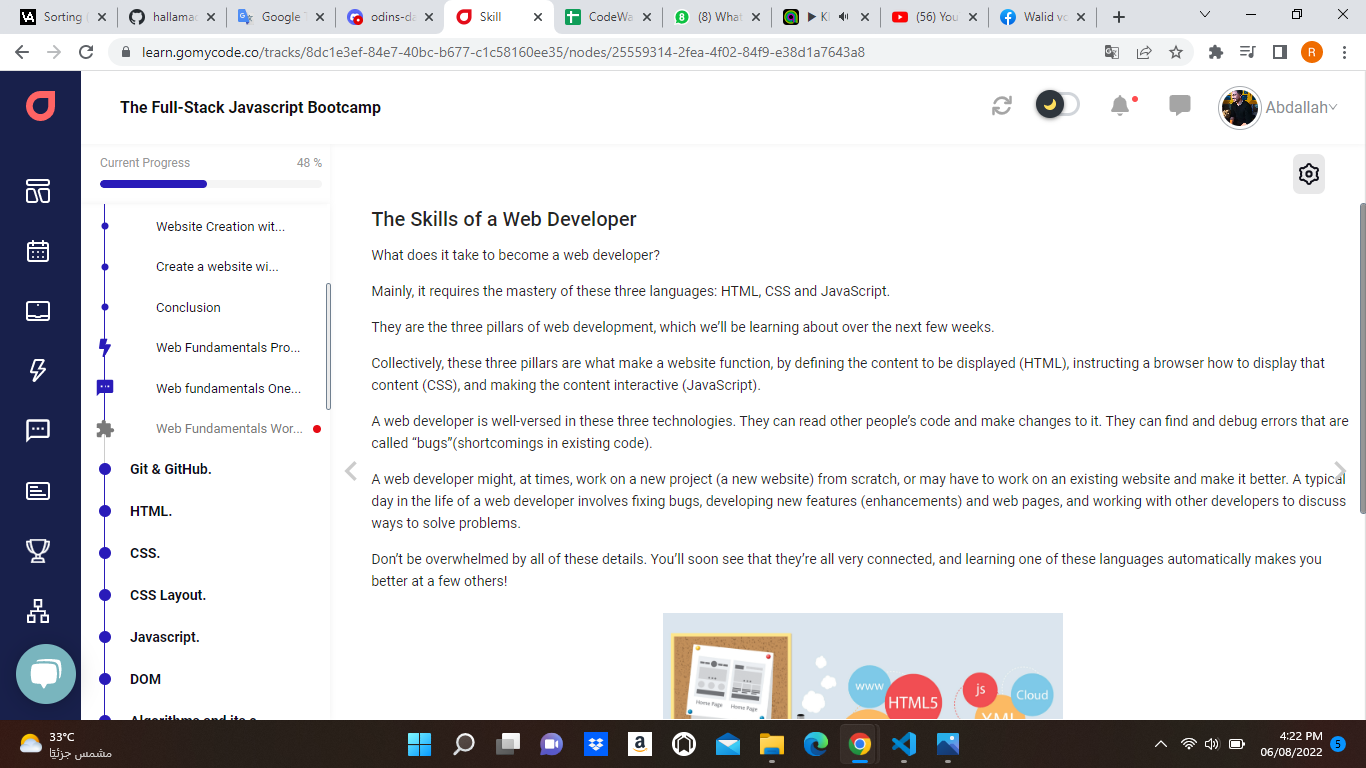 Sorting
hallama
Google
odins-da
Skill
CodeWa
(8) What
(56) You
Walid vo
learn.gomycode.co/tracks/8dc1e3ef-84e7-40bc-b677-c1c58160ee35/nodes/25559314-2fea-4f02-84f9-e38d1a7643a8
R
The Full-Stack Javascript Bootcamp
Abdallah
Current Progress 48 %
Website Creation wit...
Create a website wi...
Conclusion
Web Fundamentals Pro...
Web fundamentals One...
Web Fundamentals Wor...
Git & GitHub.
HTML.
CSS.
CSS Layout.
Javascript.
DOM
The Skills of a Web Developer
What does it take to become a web developer?
Mainly, it requires the mastery of these three languages: HTML, CSS and JavaScript.
They are the three pillars of web development, which we’ll be learning about over the next few weeks.
Collectively, these three pillars are what make a website function, by defining the content to be displayed (HTML), instructing a browser how to display that
content (CSS), and making the content interactive (JavaScript).
A web developer is well-versed in these three technologies. They can read other people’s code and make changes to it. They can find and debug errors that are
called “bugs”(shortcomings in existing code).
A web developer might, at times, work on a new project (a new website) from scratch, or may have to work on an existing website and make it better. A typical
day in the life of a web developer involves fixing bugs, developing new features (enhancements) and web pages, and working with other developers to discuss
ways to solve problems.
Don’t be overwhelmed by all of these details. You’ll soon see that they’re all very connected, and learning one of these languages automatically makes you
better at a few others!
Home Page Home Page
www
HTML5
js
Cloud
XML
33°C
مشمس جزئيًا
4:22 PM
06/08/2022
5